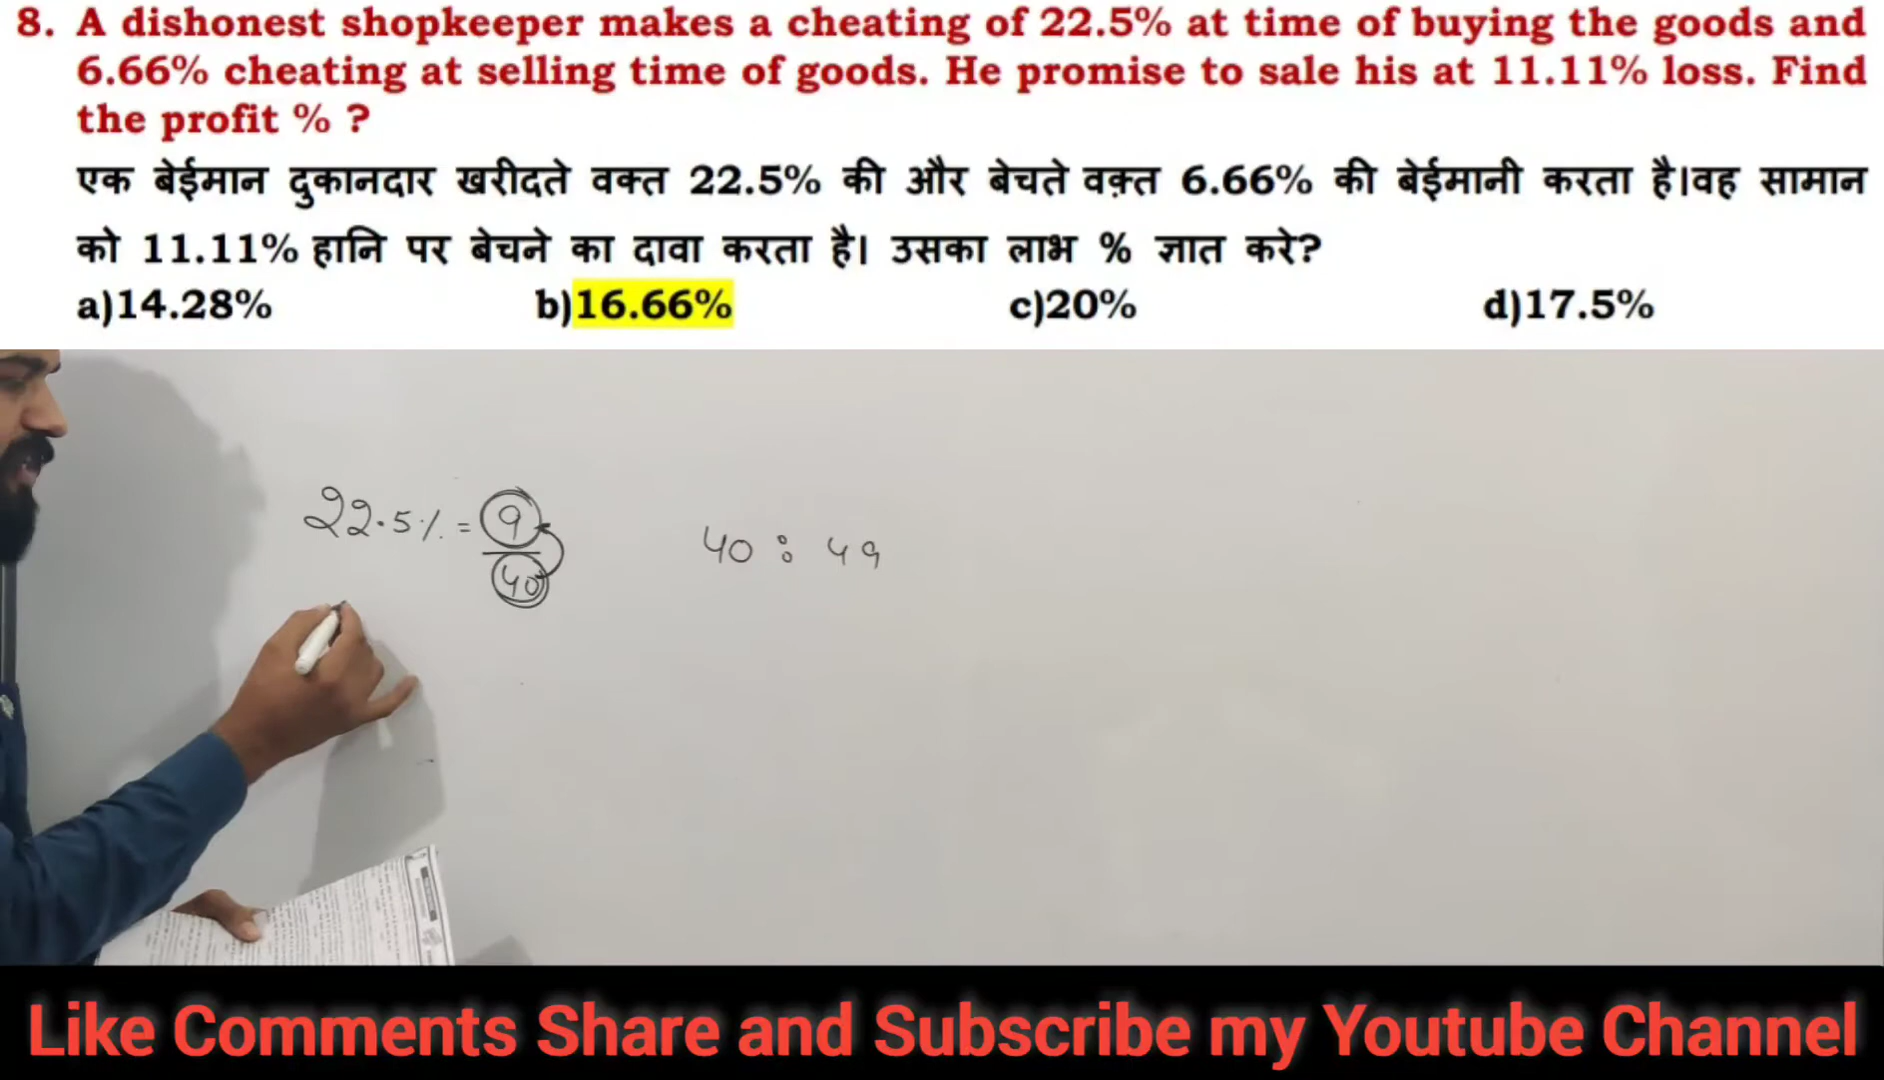 8. A dishonest shopkeeper makes a cheating of 22.5% at time of buying the goods and
6.66% cheating at selling time of goods. He promise to sale his at 11.11% loss. Find
the profit % ?
एक बेईमान दुकानदार खरीदते वक्त 22.5% की और बेचते वक़्त 6.66% की बेईमानी करता है।वह सामान
को 11.11% हानि पर बेचने का दावा करता है। उसका लाभ % ज्ञात करे?
a)14.28% b)16.66% c)20% d)17.5%
22.5% = 9/40 40 : 49
Like Comments Share and Subscribe my Youtube Channel